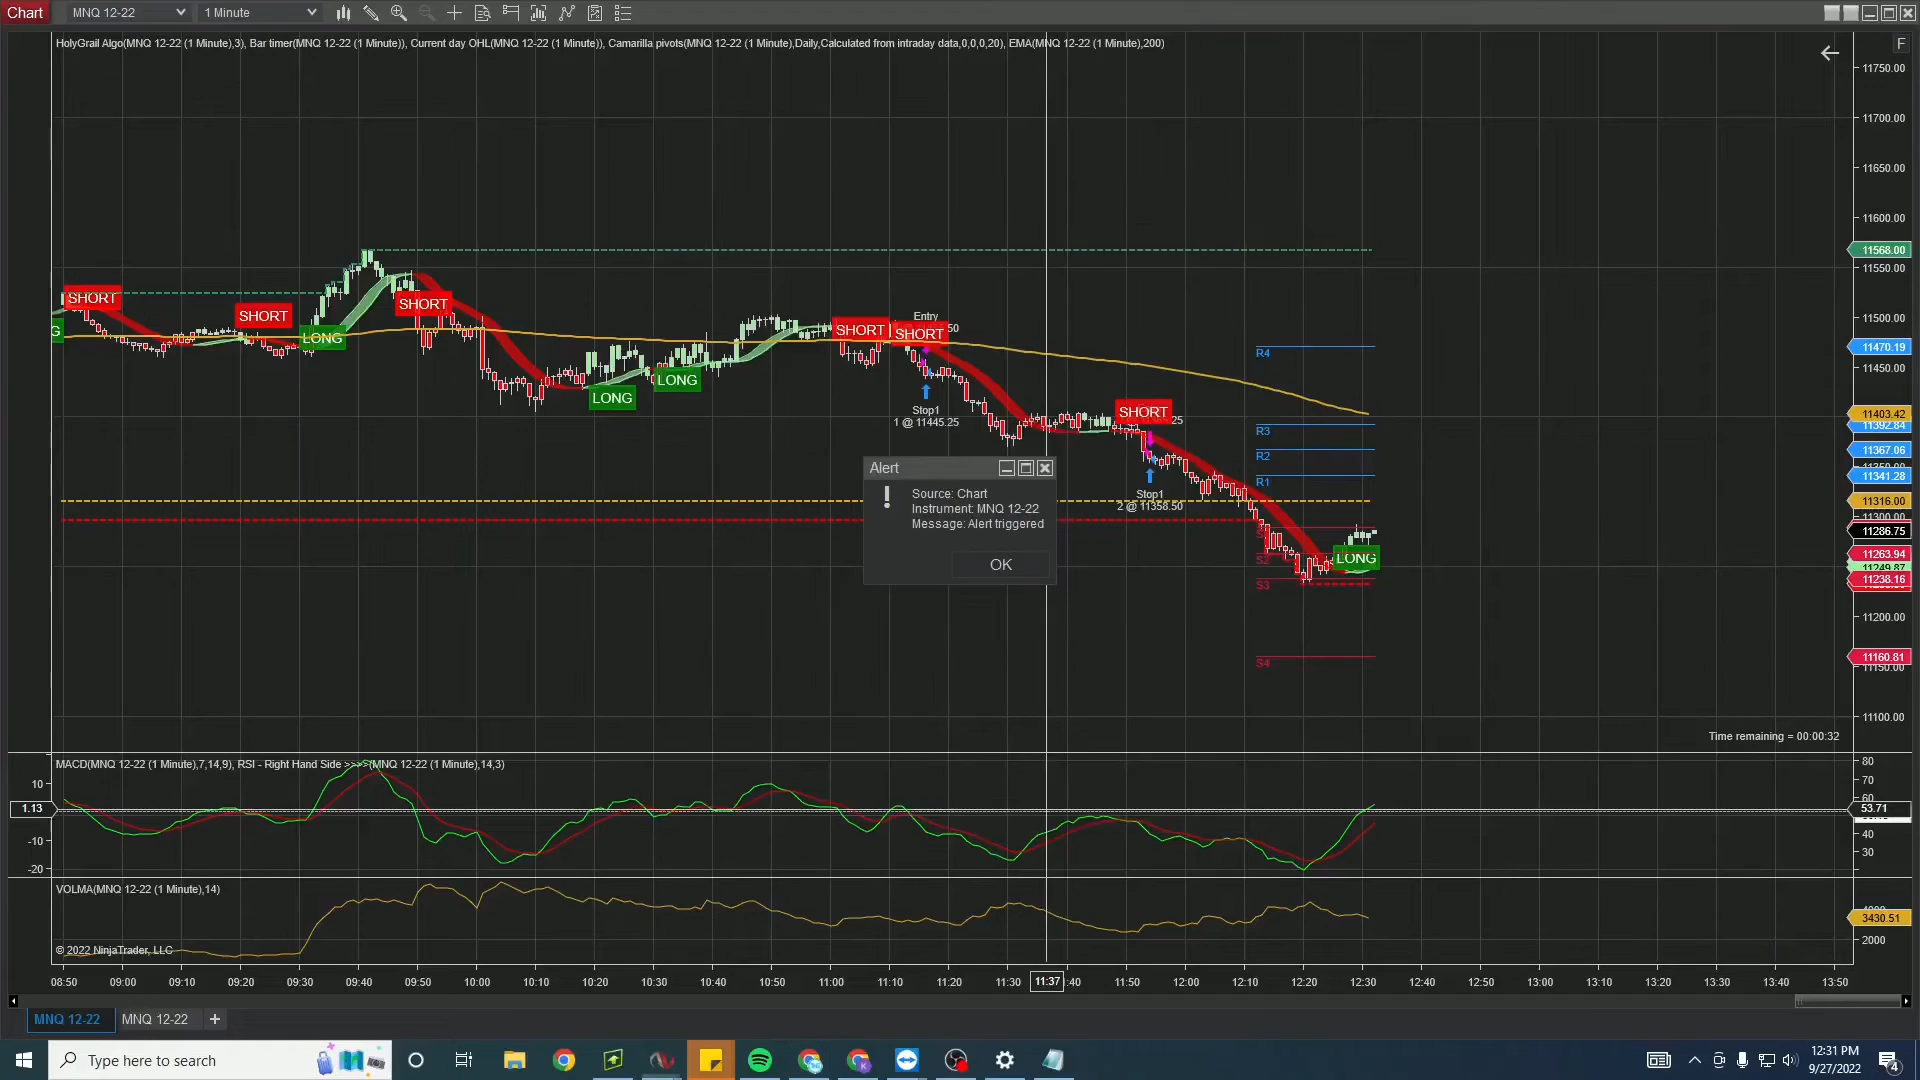 Chart MNQ 12-22 1 Minute
HolyGrail Algo(MNQ 12-22 (1 Minute),3), Bar timer(MNQ 12-22 (1 Minute)), Current day OHL(MNQ 12-22 (1 Minute)), Camarilla pivots(MNQ 12-22 (1 Minute),Daily,Calculated from intraday data,0,0,0,20), EMA(MNQ 12-22 (1 Minute),200)
F
11750.00
11700.00
11650.00
11600.00
11568.00
11550.00
11500.00
11470.19
11450.00
11403.42
11392.84
11367.06
11341.28
11316.00
11300.00
11286.75
11263.94
11249.87
11238.16
11200.00
11160.81
11150.00
11100.00
SHORT
G
SHORT
LONG
SHORT
LONG
LONG
SHORT
Entry
SHORT
50
Stop1
1 @ 11445.25
SHORT
25
Stop1
2 @ 11358.50
R4
R3
R2
R1
S2
S3
S4
LONG
Alert
! Source: Chart
Instrument: MNQ 12-22
Message: Alert triggered
OK
Time remaining = 00:00:32
MACD(MNQ 12-22 (1 Minute),7,14,9), RSI - Right Hand Side >>>>(MNQ 12-22 (1 Minute),14,3)
10
1.13
-10
-20
80
70
60
53.71
40
30
VOLMA(MNQ 12-22 (1 Minute),14)
3430.51
2000
© 2022 NinjaTrader, LLC
08:50 09:00 09:10 09:20 09:30 09:40 09:50 10:00 10:10 10:20 10:30 10:40 10:50 11:00 11:10 11:20 11:30 11:37 :40 11:50 12:00 12:10 12:20 12:30 12:40 12:50 13:00 13:10 13:20 13:30 13:40 13:50
MNQ 12-22 MNQ 12-22 +
Type here to search
12:31 PM
9/27/2022
4